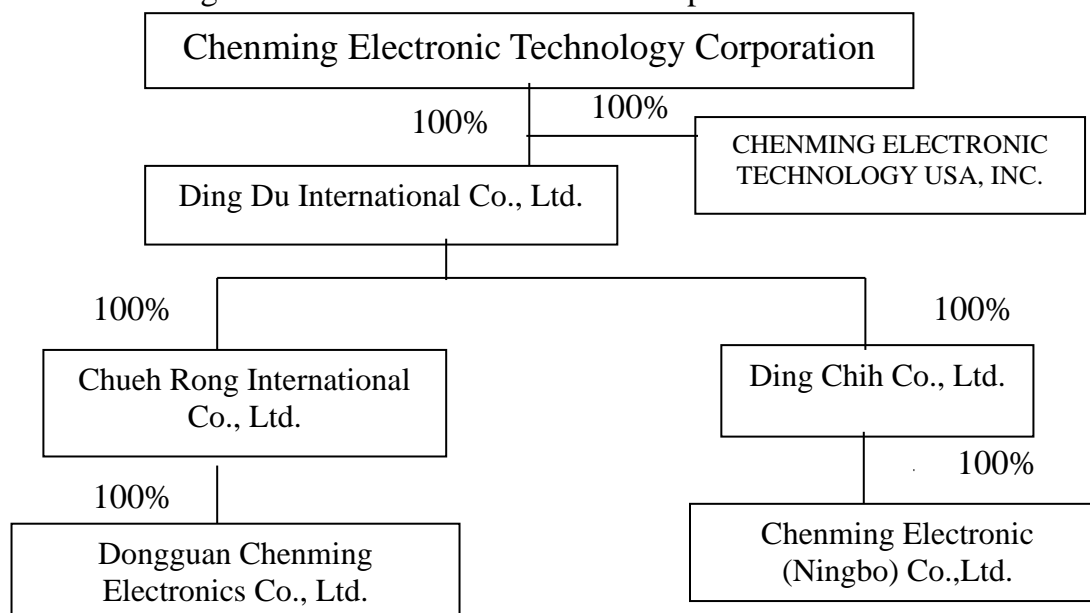 Chenming Electronic Technology Corporation
100%
100%
CHENMING ELECTRONIC
TECHNOLOGY USA, INC.
Ding Du International Co., Ltd.
100%
100%
Chueh Rong International
Co., Ltd.
Ding Chih Co., Ltd.
100%
100%
Dongguan Chenming
Electronics Co., Ltd.
Chenming Electronic
(Ningbo) Co.,Ltd.